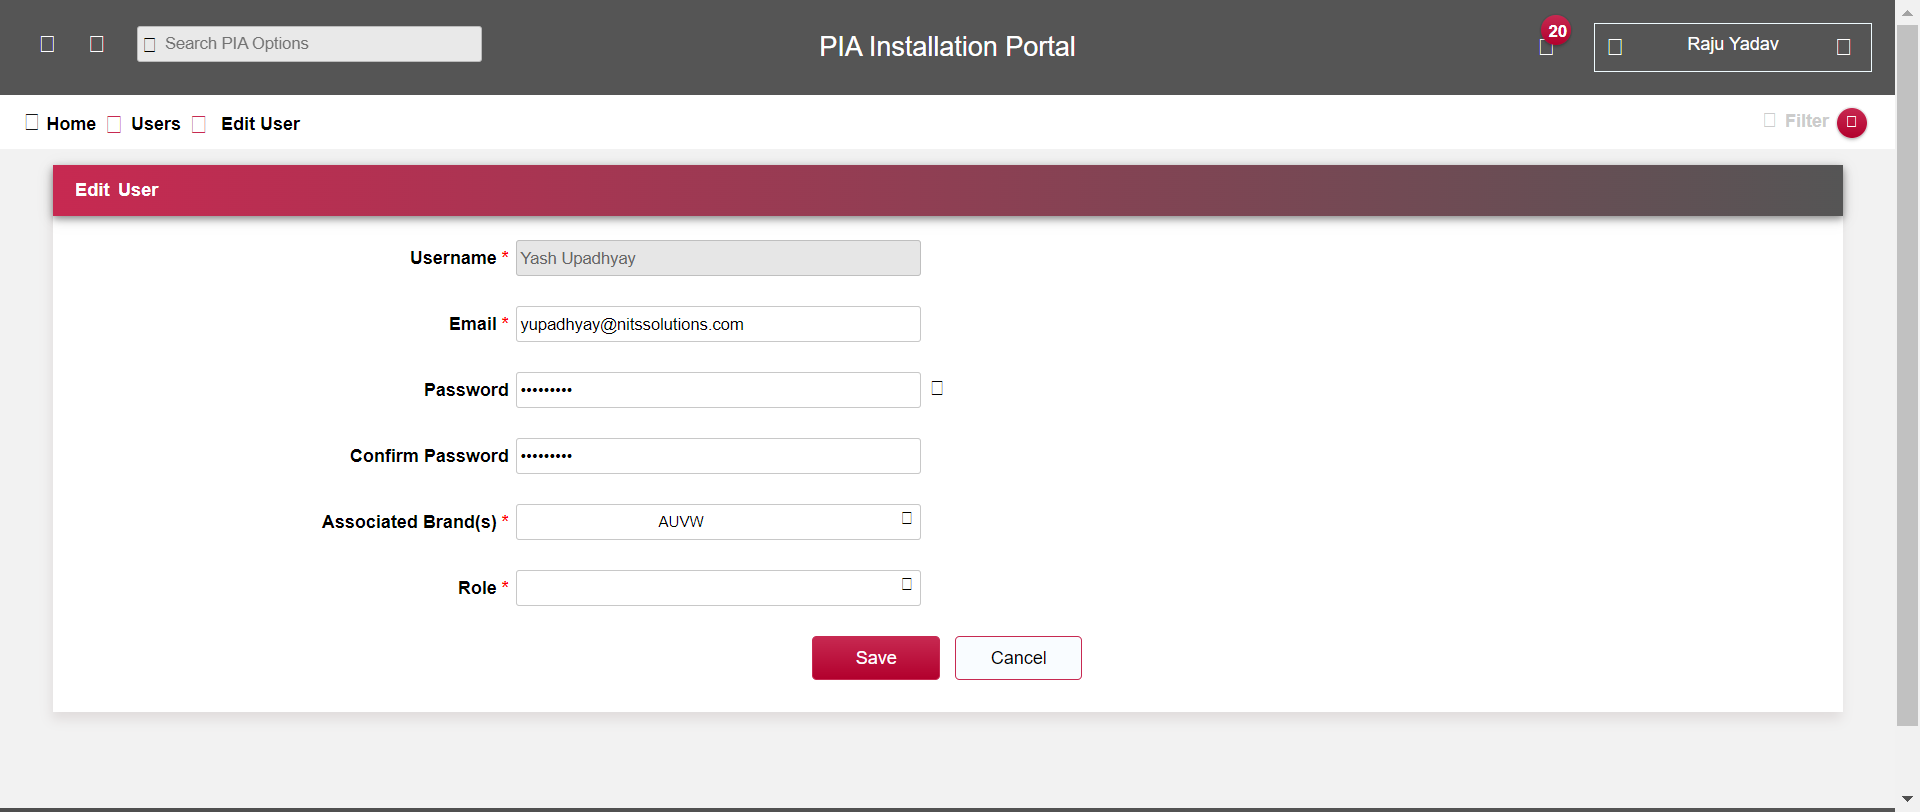 Search PIA Options
PIA Installation Portal
20
Raju Yadav
Home Users Edit User
Filter
Edit User
Username * Yash Upadhyay
Email * yupadhyay@nitssolutions.com
Password •••••••••
Confirm Password •••••••••
Associated Brand(s) * AUVW
Role *
Save Cancel